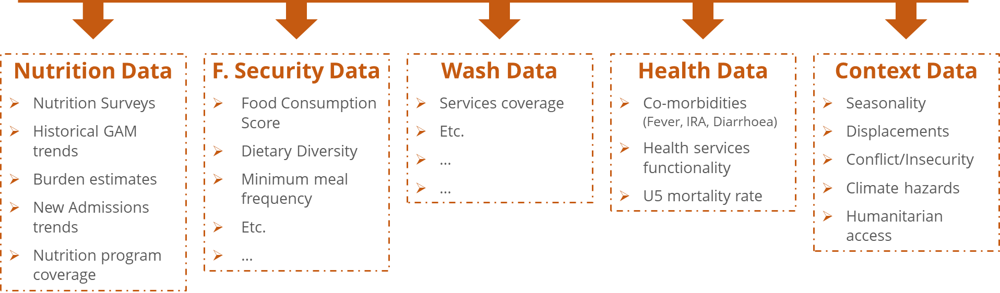 Nutrition Data
Nutrition Surveys
Historical GAM
trends
Burden estimates
New Admissions
trends
Nutrition program
coverage
F. Security Data
Food Consumption
Score
Dietary Diversity
Minimum meal
frequency
Etc.
...
Wash Data
Services coverage
Etc.
...
...
Health Data
Co-morbidities
(Fever, IRA, Diarrhoea)
Health services
functionality
U5 mortality rate
Context Data
Seasonality
Displacements
Conflict/Insecurity
Climate hazards
Humanitarian
access